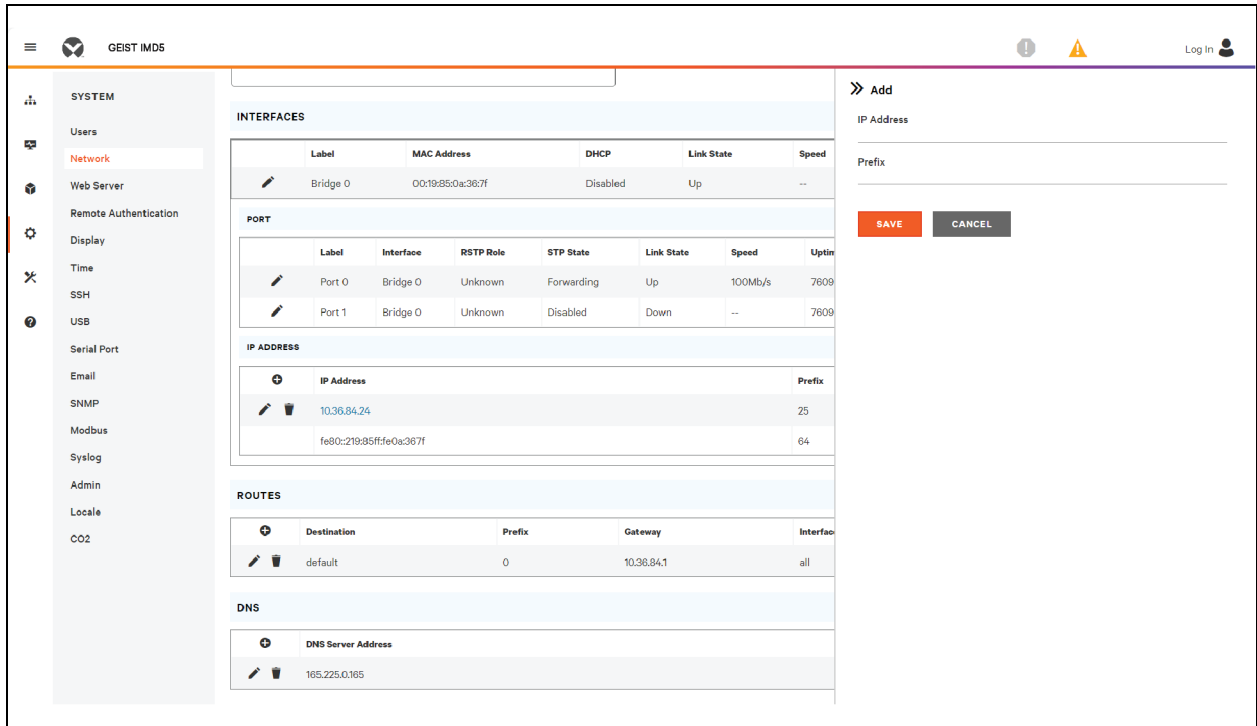 GEIST IMD5
Log In
SYSTEM
Users
Network
Web Server
Remote Authentication
Display
Time
SSH
USB
Serial Port
Email
SNMP
Modbus
Syslog
Admin
Locale
CO2
INTERFACES
Label MAC Address DHCP Link State Speed
Bridge 0 00:19:85:0a:36:7f Disabled Up --
PORT
Label Interface RSTP Role STP State Link State Speed
Port 0 Bridge 0 Unknown Forwarding Up 100Mb/s 7609
Port 1 Bridge 0 Unknown Disabled Down -- 7609
IP ADDRESS
IP Address Prefix
10.36.84.24 25
fe80::219:85ff:fe0a:367f 64
ROUTES
Destination Prefix Gateway Interfac
default 0 10.36.84.1 all
DNS
DNS Server Address
165.225.0.165
Add
IP Address
Prefix
SAVE CANCEL